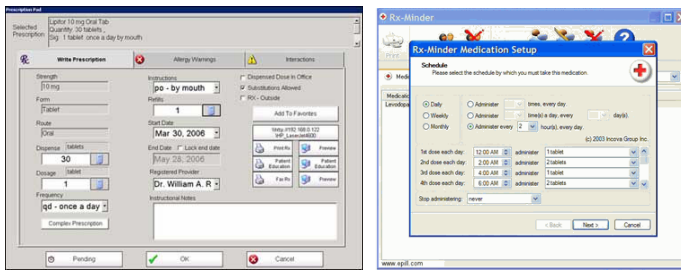 Prescription Pad
Selected Prescription
Lipitor 10 mg Oral Tab
Quantity 30 tablets ,
Sig: 1 tablet once a day by mouth
Write Prescription
Allergy Warnings
Interactions
Strength
10 mg
Form
Tablet
Route
Oral
Dispense tablets
30
Dosage tablet
1
Frequency
qd - once a day
Complex Prescription
Instructions
po - by mouth
Refills
1
Start Date
Mar 30, 2006
End Date Lock end date
May 28, 2006
Registered Provider
Dr. William A. R
Instructional Notes
Dispensed Dose In Office
Substitutions Allowed
RX - Outside
Add To Favorites
Print Rx
Preview
Patient Education
Patient Education
Fax Rx
Preview
Pending
OK
Cancel
Rx-Minder
Print
Rx-Minder Medication Setup
Schedule
Please select the schedule by which you must take this medication.
Daily
Weekly
Monthly
Administer times, every day
Administer time(s) a day, every day(s).
Administer every 2 hour(s), every day.
(c) 2003 Incova Group Inc.
1st dose each day: 12:00 AM administer 1tablet
2nd dose each day: 2:00 AM administer 2tablets
3rd dose each day: 4:00 AM administer 1tablet
4th dose each day: 6:00 AM administer 2tablets
Stop administering: never
< Back
Next >
Cancel
Levodopa
www.epill.com